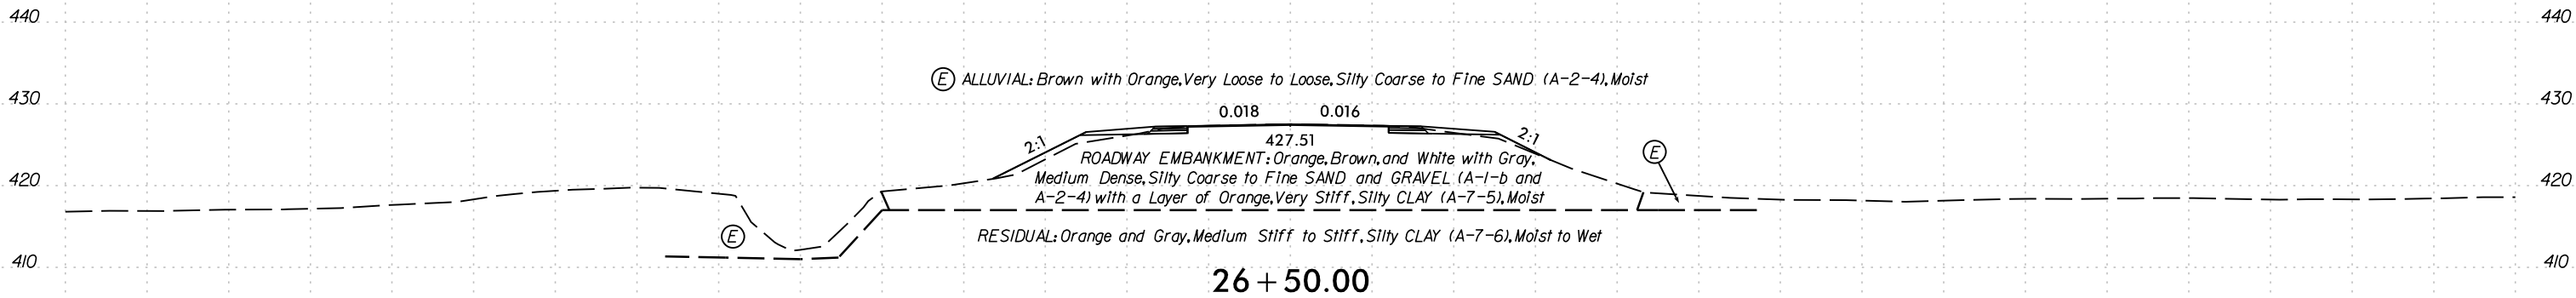 440 440
Ⓔ ALLUVIAL: Brown with Orange, Very Loose to Loose, Silty Coarse to Fine SAND (A-2-4), Moist
430 430
0.018 0.016
2:1 427.51 2:1
ROADWAY EMBANKMENT: Orange, Brown, and White with Gray,
Medium Dense, Silty Coarse to Fine SAND and GRAVEL (A-1-b and
A-2-4) with a Layer of Orange, Very Stiff, Silty CLAY (A-7-5), Moist
Ⓔ
420 420
Ⓔ
RESIDUAL: Orange and Gray, Medium Stiff to Stiff, Silty CLAY (A-7-6), Moist to Wet
410 410
26+50.00